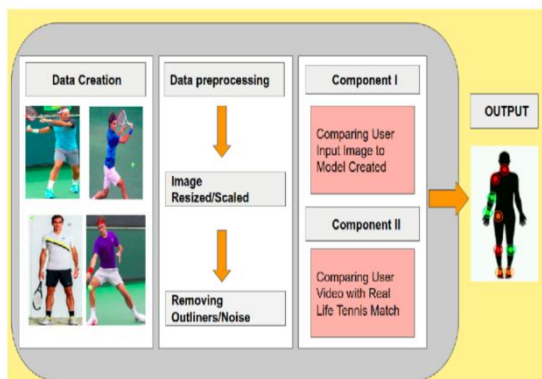 Data Creation
Data preprocessing
Image
Resized/Scaled
Removing
Outliners/Noise
Component I
Comparing User
Input Image to
Model Created
Component II
Comparing User
Video with Real
Life Tennis Match
OUTPUT